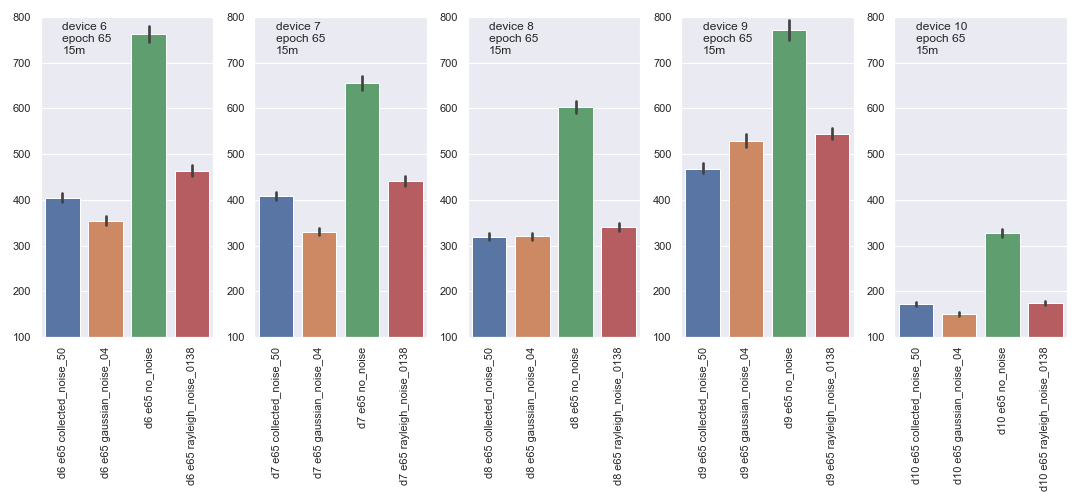 800
700
600
500
400
300
200
100
device 6
epoch 65
15m
d6 e65 collected_noise_50
d6 e65 gaussian_noise_04
d6 e65 no_noise
d6 e65 rayleigh_noise_0138
800
700
600
500
400
300
200
100
device 7
epoch 65
15m
d7 e65 collected_noise_50
d7 e65 gaussian_noise_04
d7 e65 no_noise
d7 e65 rayleigh_noise_0138
800
700
600
500
400
300
200
100
device 8
epoch 65
15m
d8 e65 collected_noise_50
d8 e65 gaussian_noise_04
d8 e65 no_noise
d8 e65 rayleigh_noise_0138
800
700
600
500
400
300
200
100
device 9
epoch 65
15m
d9 e65 collected_noise_50
d9 e65 gaussian_noise_04
d9 e65 no_noise
d9 e65 rayleigh_noise_0138
800
700
600
500
400
300
200
100
device 10
epoch 65
15m
d10 e65 collected_noise_50
d10 e65 gaussian_noise_04
d10 e65 no_noise
d10 e65 rayleigh_noise_0138